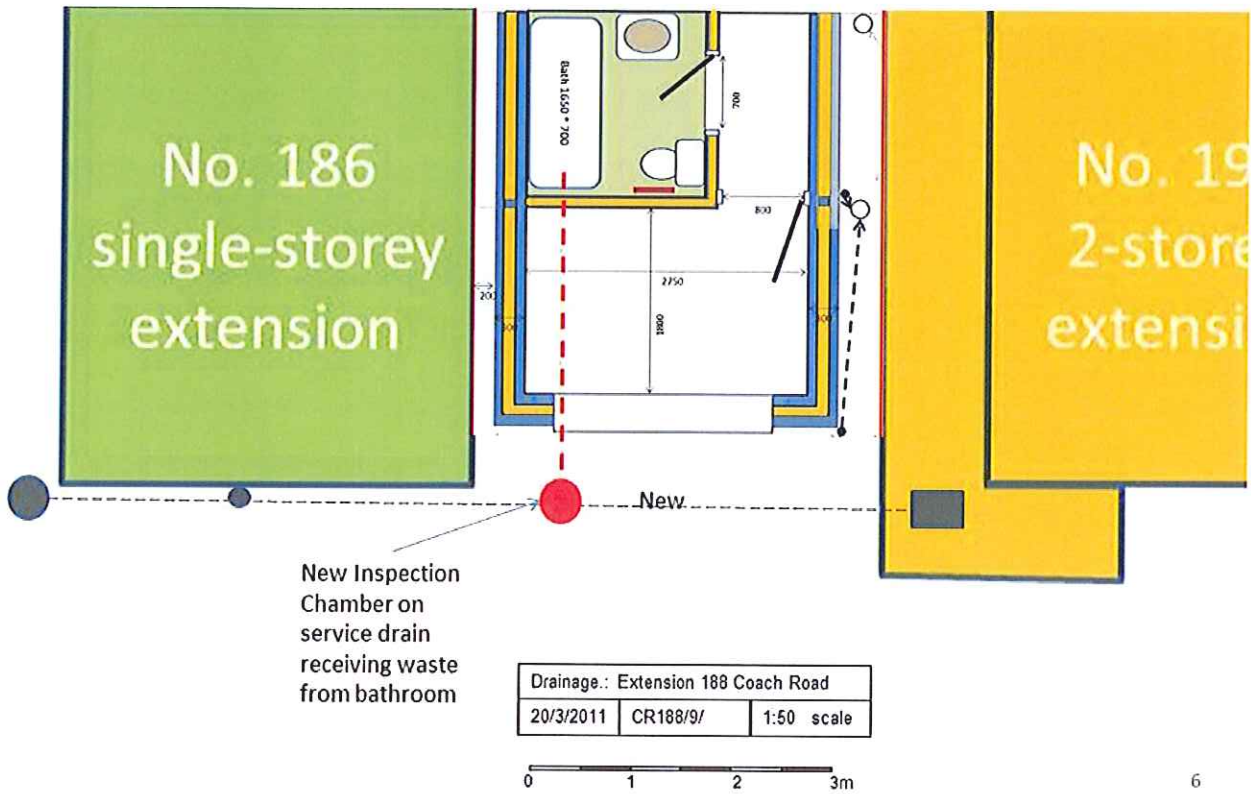 No. 186
single-storey
extension
Bath 1650 * 700
700
800
2750
1800
200
300
300
No. 19
2-store
extensi
New
New Inspection
Chamber on
service drain
receiving waste
from bathroom
Drainage.: Extension 188 Coach Road
20/3/2011 CR188/9/ 1:50 scale
0 1 2 3m
6